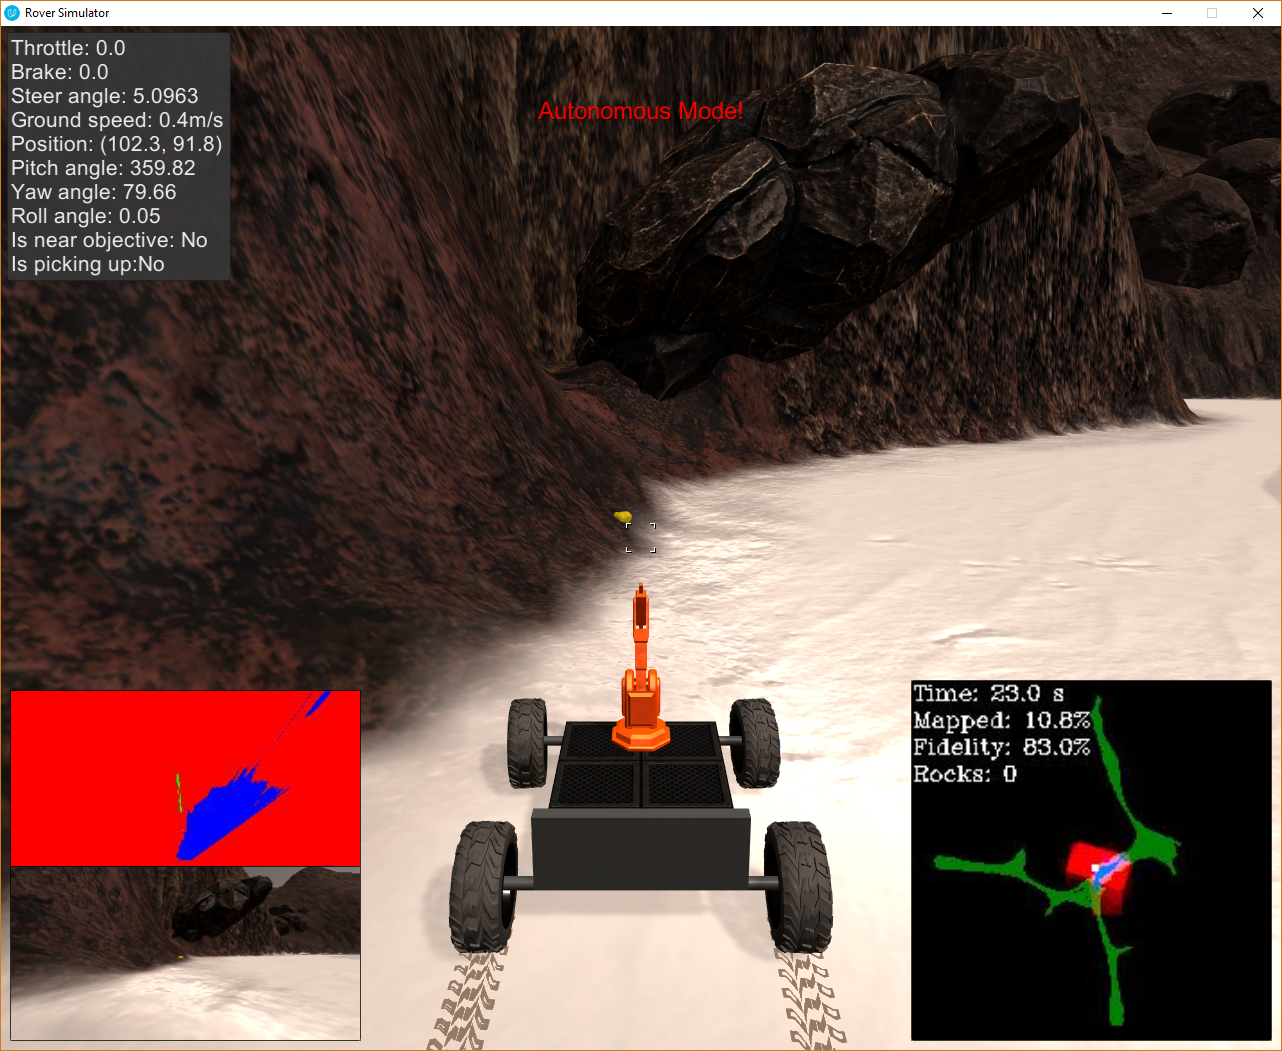 Rover Simulator
Throttle: 0.0
Brake: 0.0
Steer angle: 5.0963
Ground speed: 0.4m/s
Position: (102.3, 91.8)
Pitch angle: 359.82
Yaw angle: 79.66
Roll angle: 0.05
Is near objective: No
Is picking up:No
Autonomous Mode!
Time: 23.0 s
Mapped: 10.8%
Fidelity: 83.0%
Rocks: 0